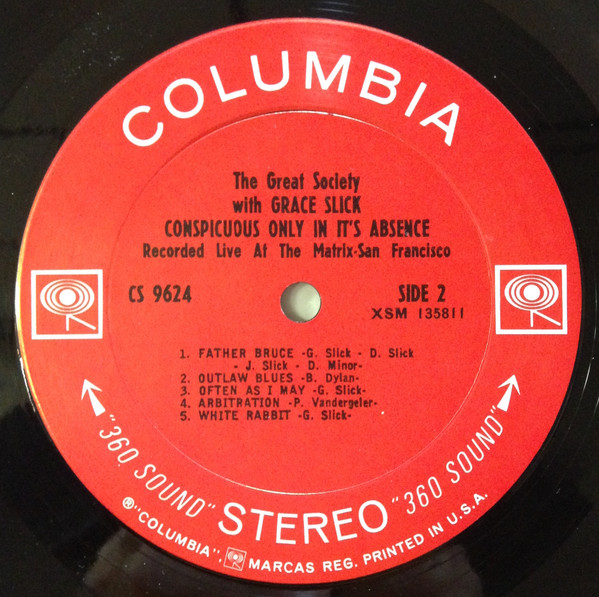 COLUMBIA
The Great Society
with GRACE SLICK
CONSPICUOUS ONLY IN IT'S ABSENCE
Recorded Live At The Matrix-San Francisco
CS 9624
SIDE 2
XSM 135811
1. FATHER BRUCE -G. Slick - D. Slick
- J. Slick - D. Minor-
2. OUTLAW BLUES -B. Dylan-
3. OFTEN AS I MAY -G. Slick-
4. ARBITRATION -P. Vandergeler-
5. WHITE RABBIT -G. Slick-
"360 SOUND" STEREO "360 SOUND"
®"COLUMBIA", MARCAS REG. PRINTED IN U.S.A.